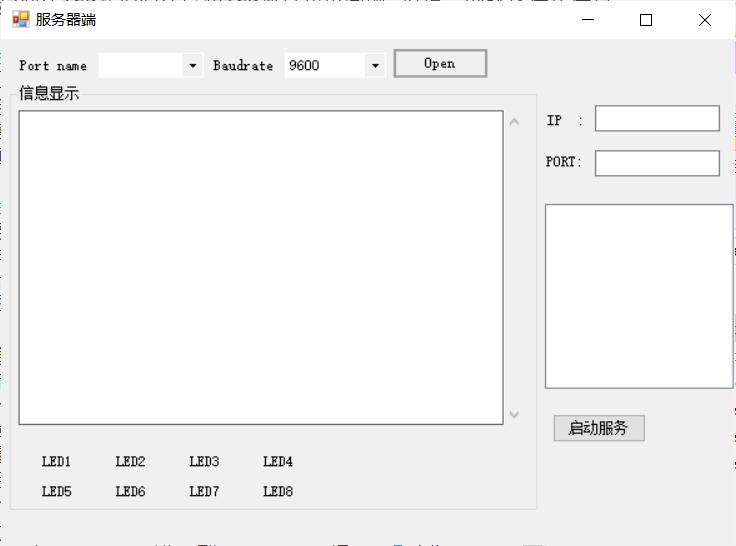 服务器端
Port name Baudrate 9600 Open
信息显示
IP :
PORT:
启动服务
LED1 LED2 LED3 LED4
LED5 LED6 LED7 LED8